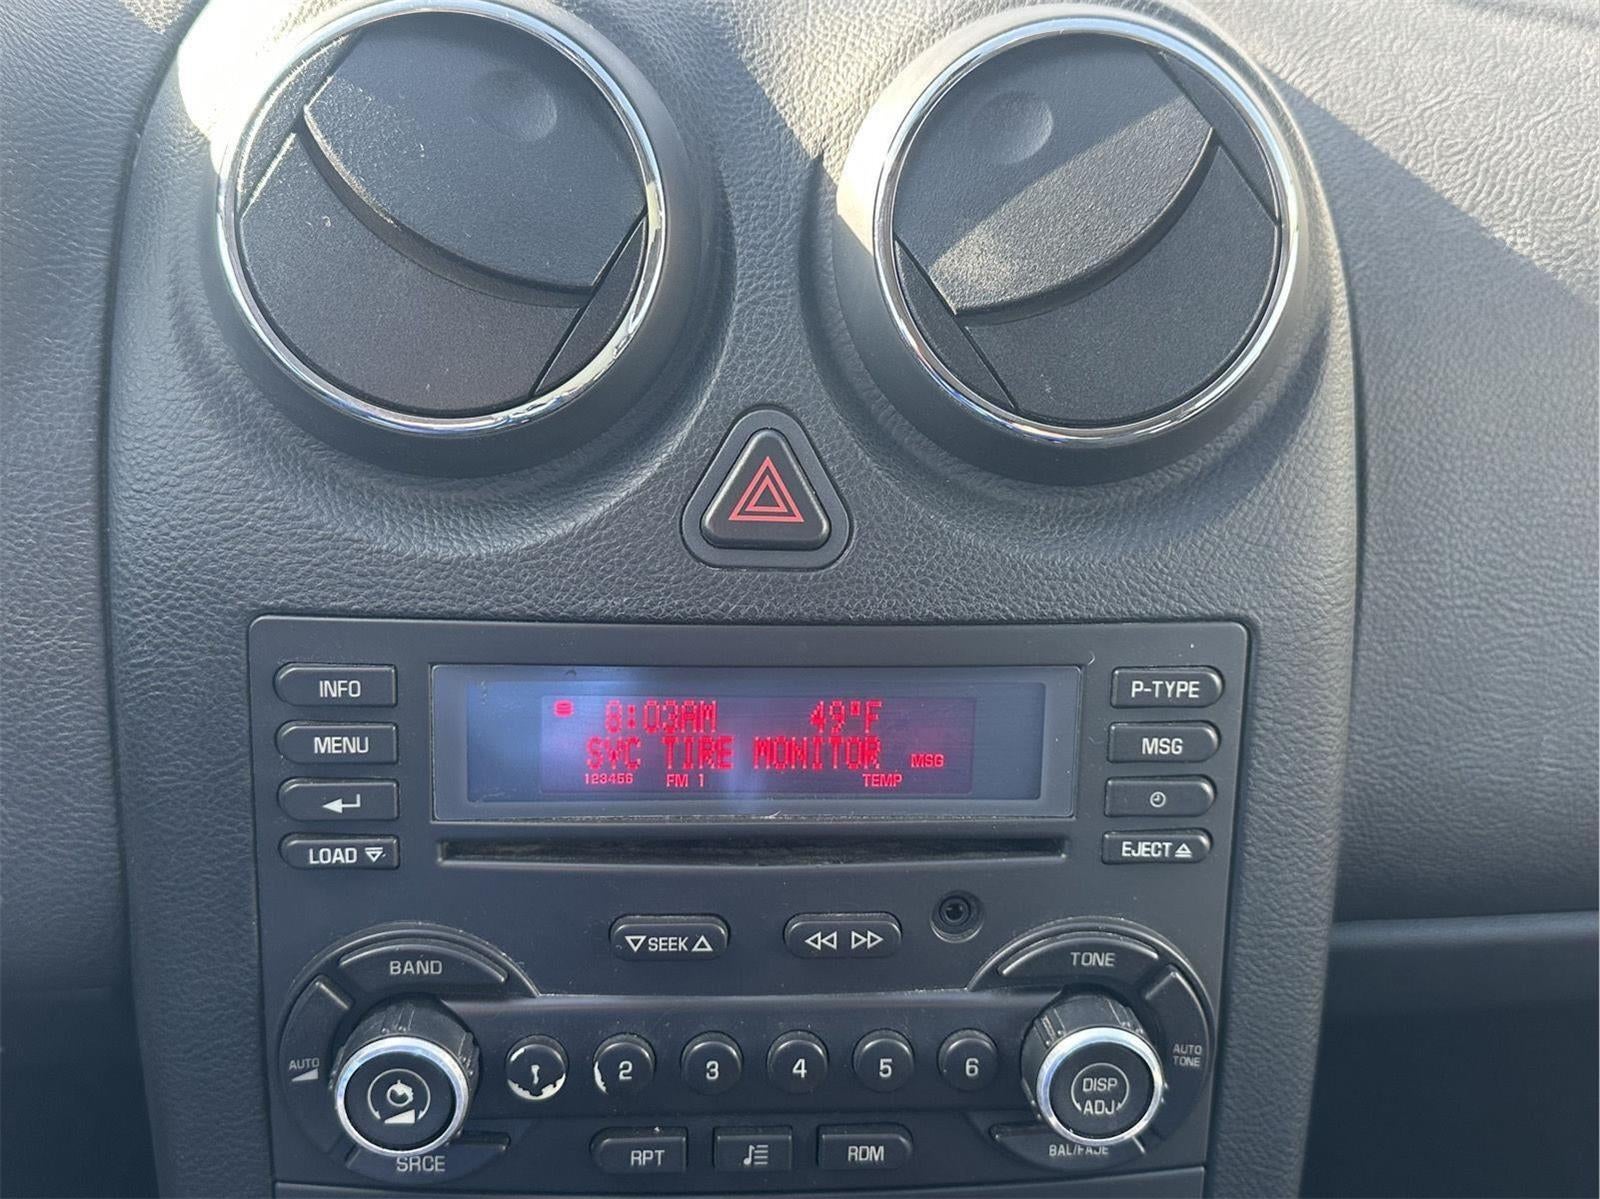 INFO
MENU
LOAD
8:03AM 49°F
SVC TIRE MONITOR MSG
123456 FM 1 TEMP
P-TYPE
MSG
EJECT
SEEK
BAND
TONE
AUTO
1 2 3 4 5 6
AUTO
TONE
DISP
ADJ
SRCE
RPT
RDM
BAL/FADE